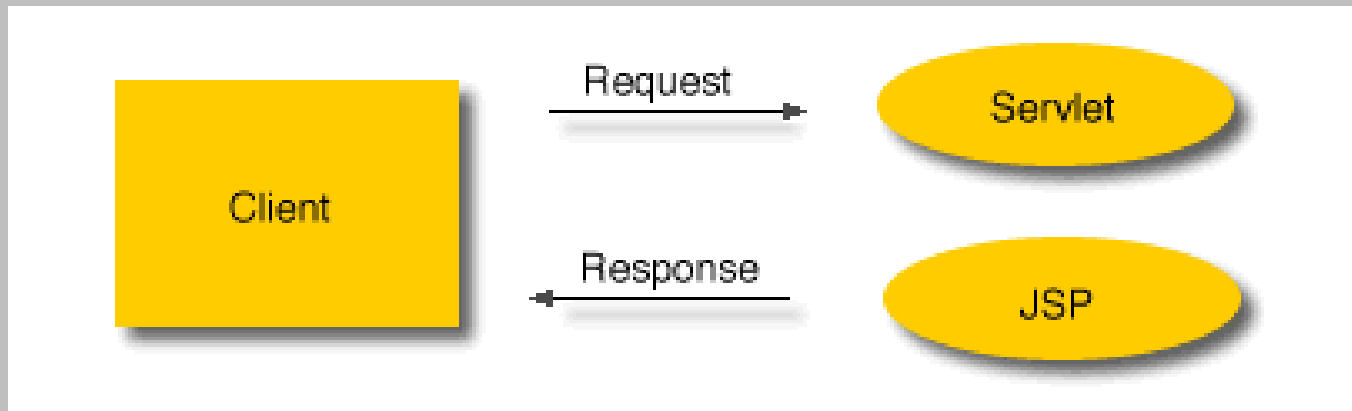 Request
Servlet
Client
Response
JSP